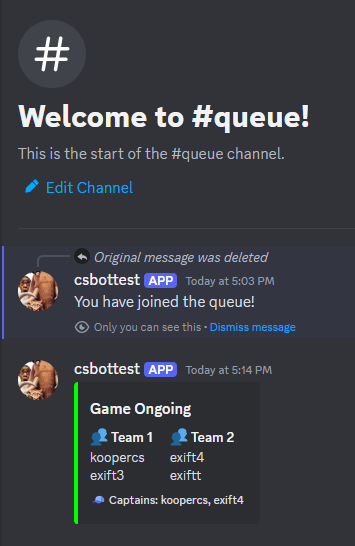 Welcome to #queue!
This is the start of the #queue channel.
Edit Channel
Original message was deleted
csbottest APP Today at 5:03 PM
You have joined the queue!
Only you can see this • Dismiss message
csbottest APP Today at 5:14 PM
Game Ongoing
Team 1 Team 2
koopercs exift4
exift3 exiftt
Captains: koopercs, exift4